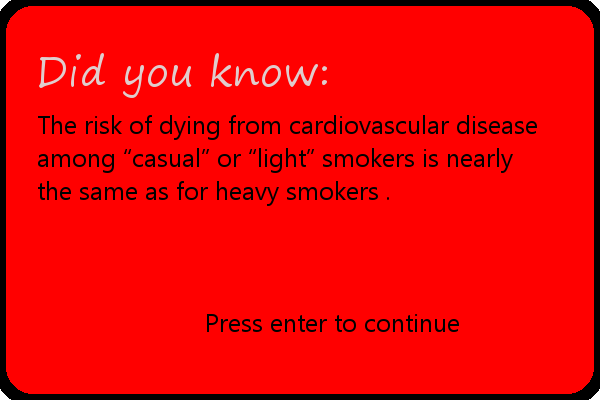 Did you know:
The risk of dying from cardiovascular disease
among “casual” or “light” smokers is nearly
the same as for heavy smokers .
Press enter to continue